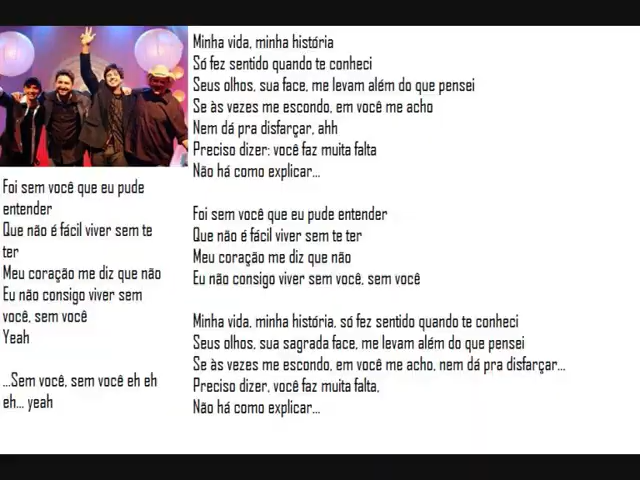 Minha vida, minha história
Só fez sentido quando te conheci
Seus olhos, sua face, me levam além do que pensei
Se às vezes me escondo, em você me acho
Nem dá pra disfarçar, ahh
Preciso dizer: você faz muita falta
Não há como explicar...
Foi sem você que eu pude entender
Que não é fácil viver sem te ter
Meu coração me diz que não
Eu não consigo viver sem você, sem você
Minha vida, minha história, só fez sentido quando te conheci
Seus olhos, sua sagrada face, me levam além do que pensei
Se às vezes me escondo, em você me acho, nem dá pra disfarçar...
Preciso dizer, você faz muita falta,
Não há como explicar...
Foi sem você que eu pude
entender
Que não é fácil viver sem te
ter
Meu coração me diz que não
Eu não consigo viver sem
você, sem você
Yeah
...Sem você, sem você eh eh
eh... yeah